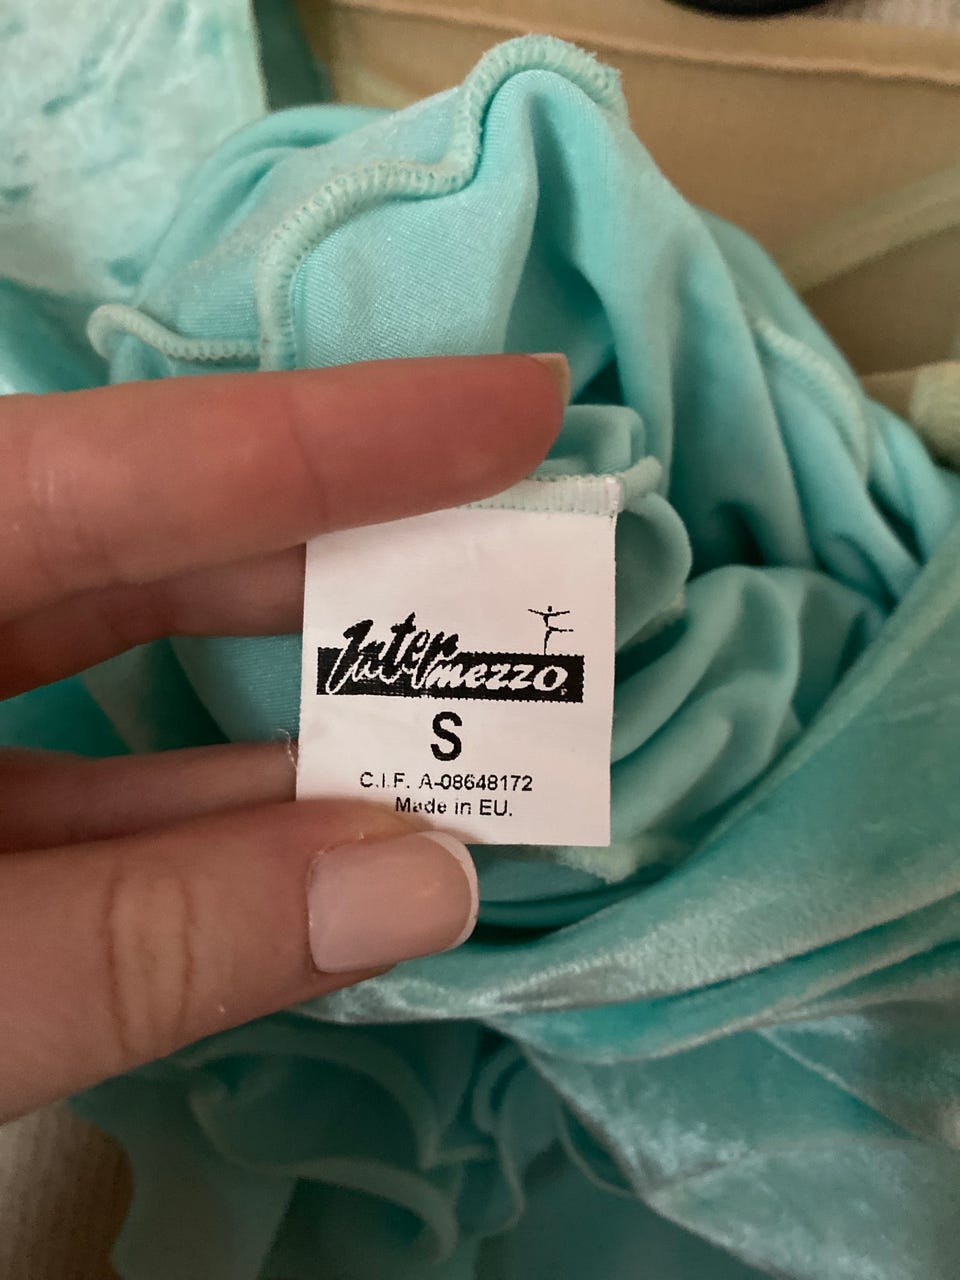 Intermezzo
S
C.I.F. A-08648172
Made in EU.